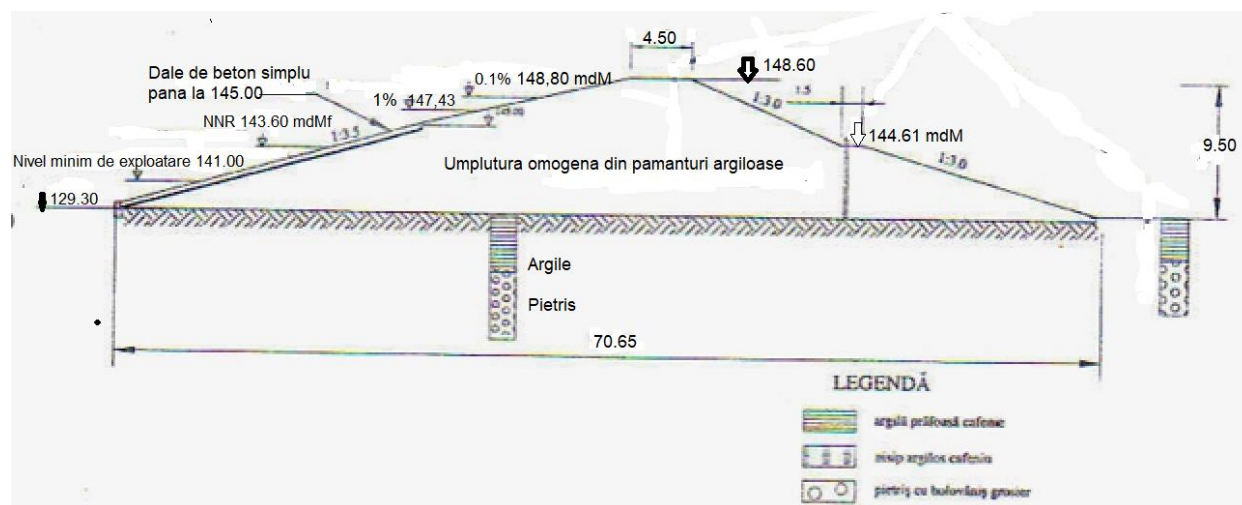 4.50
148.60
Dale de beton simplu
pana la 145.00
0.1% 148,80 mdM
1% 147,43
1:3.0
1.5
NNR 143.60 mdMf
1:3.5
144.61 mdM
9.50
Nivel minim de exploatare 141.00
Umplutura omogena din pamanturi argiloase
1:3.0
129.30
Argile
Pietris
70.65
LEGENDĂ
argilă prăfoasă cafenie
nisip argilos cafeniu
pietriş cu bolovăniş grosier